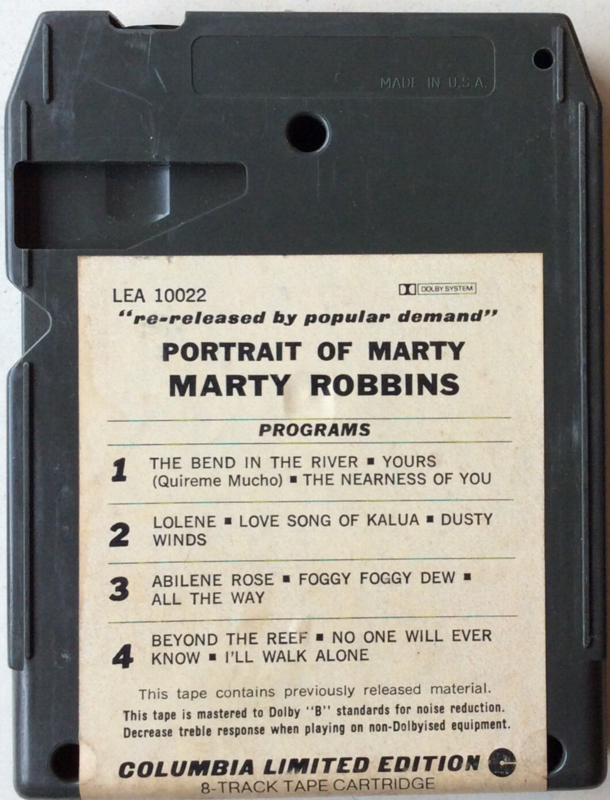 MADE IN U.S.A.
LEA 10022 DOLBY SYSTEM
“re-released by popular demand”
PORTRAIT OF MARTY
MARTY ROBBINS
PROGRAMS
1 THE BEND IN THE RIVER ■ YOURS
(Quireme Mucho) ■ THE NEARNESS OF YOU
2 LOLENE ■ LOVE SONG OF KALUA ■ DUSTY
WINDS
3 ABILENE ROSE ■ FOGGY FOGGY DEW ■
ALL THE WAY
4 BEYOND THE REEF ■ NO ONE WILL EVER
KNOW ■ I'LL WALK ALONE
This tape contains previously released material.
This tape is mastered to Dolby "B" standards for noise reduction.
Decrease treble response when playing on non-Dolbyised equipment.
COLUMBIA LIMITED EDITION
8-TRACK TAPE CARTRIDGE